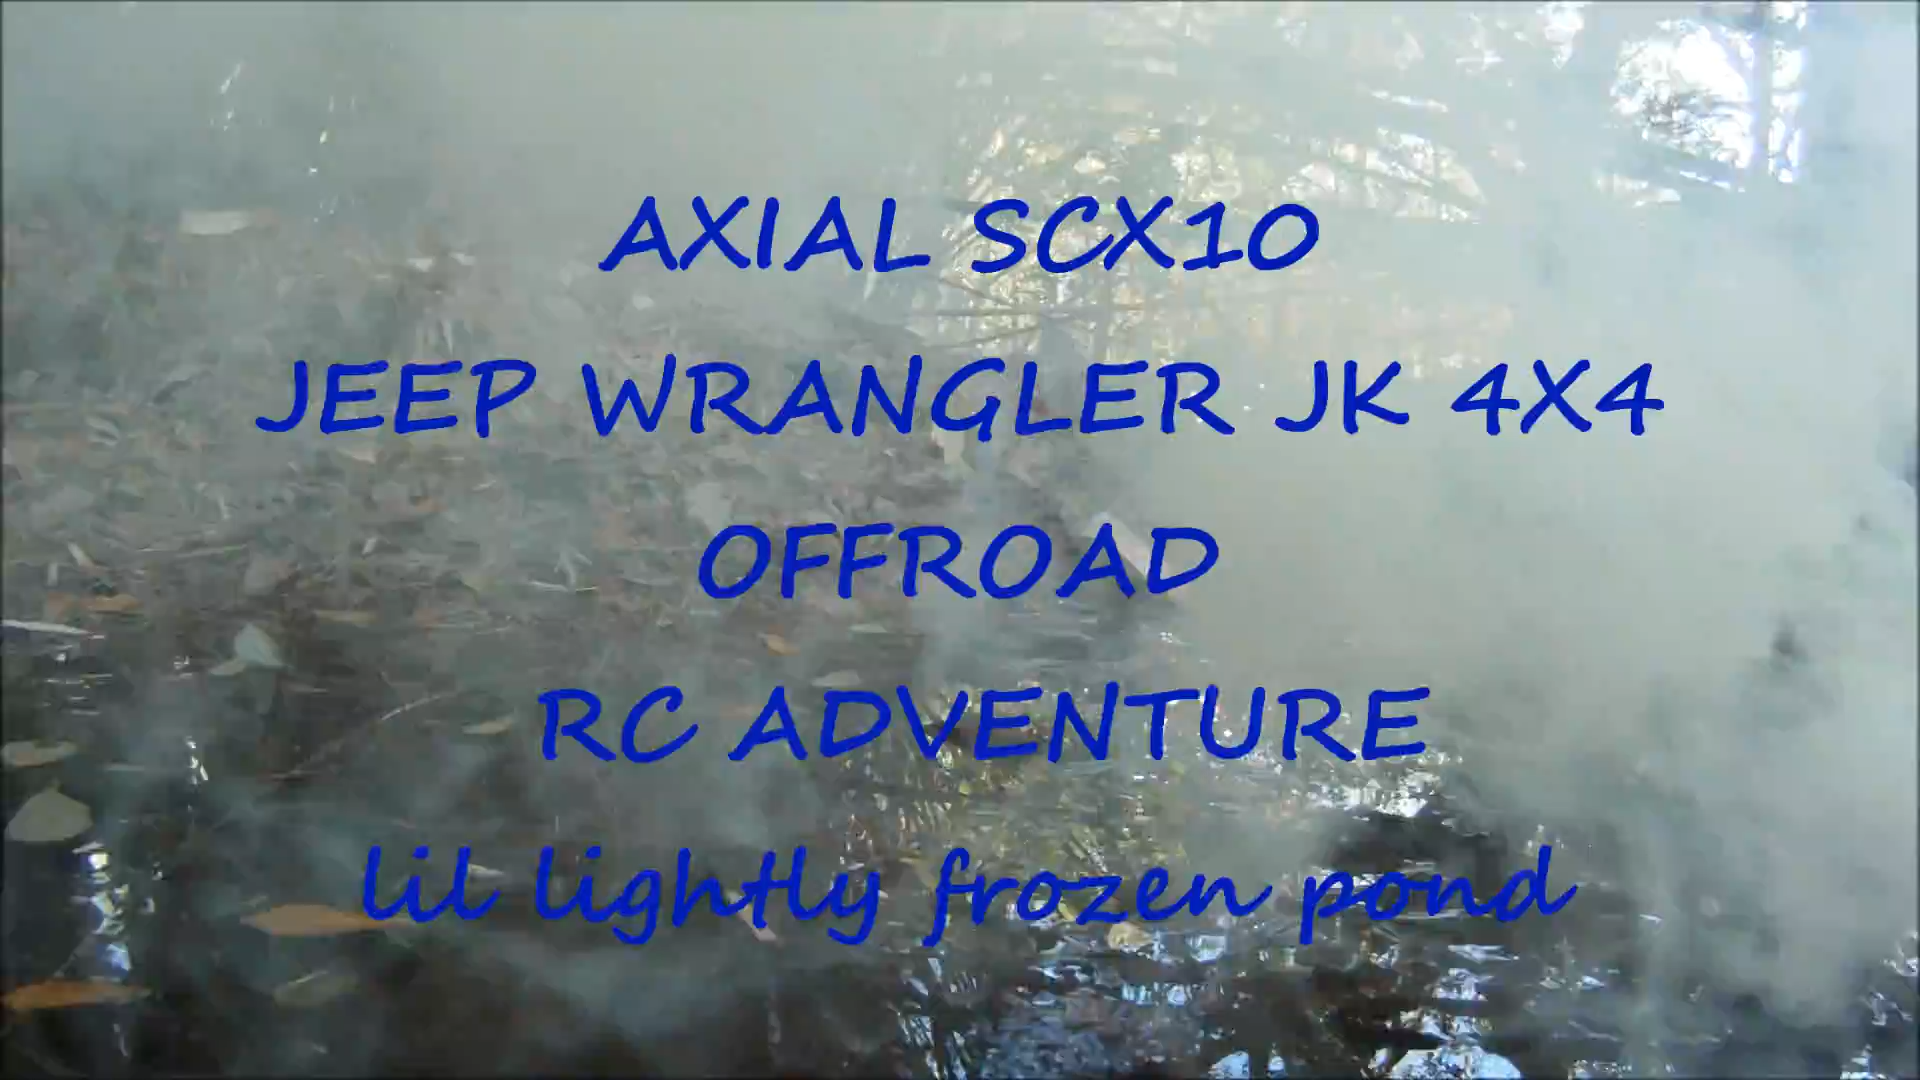 AXIAL SCX10
JEEP WRANGLER JK 4X4
OFFROAD
RC ADVENTURE
lil lightly frozen pond